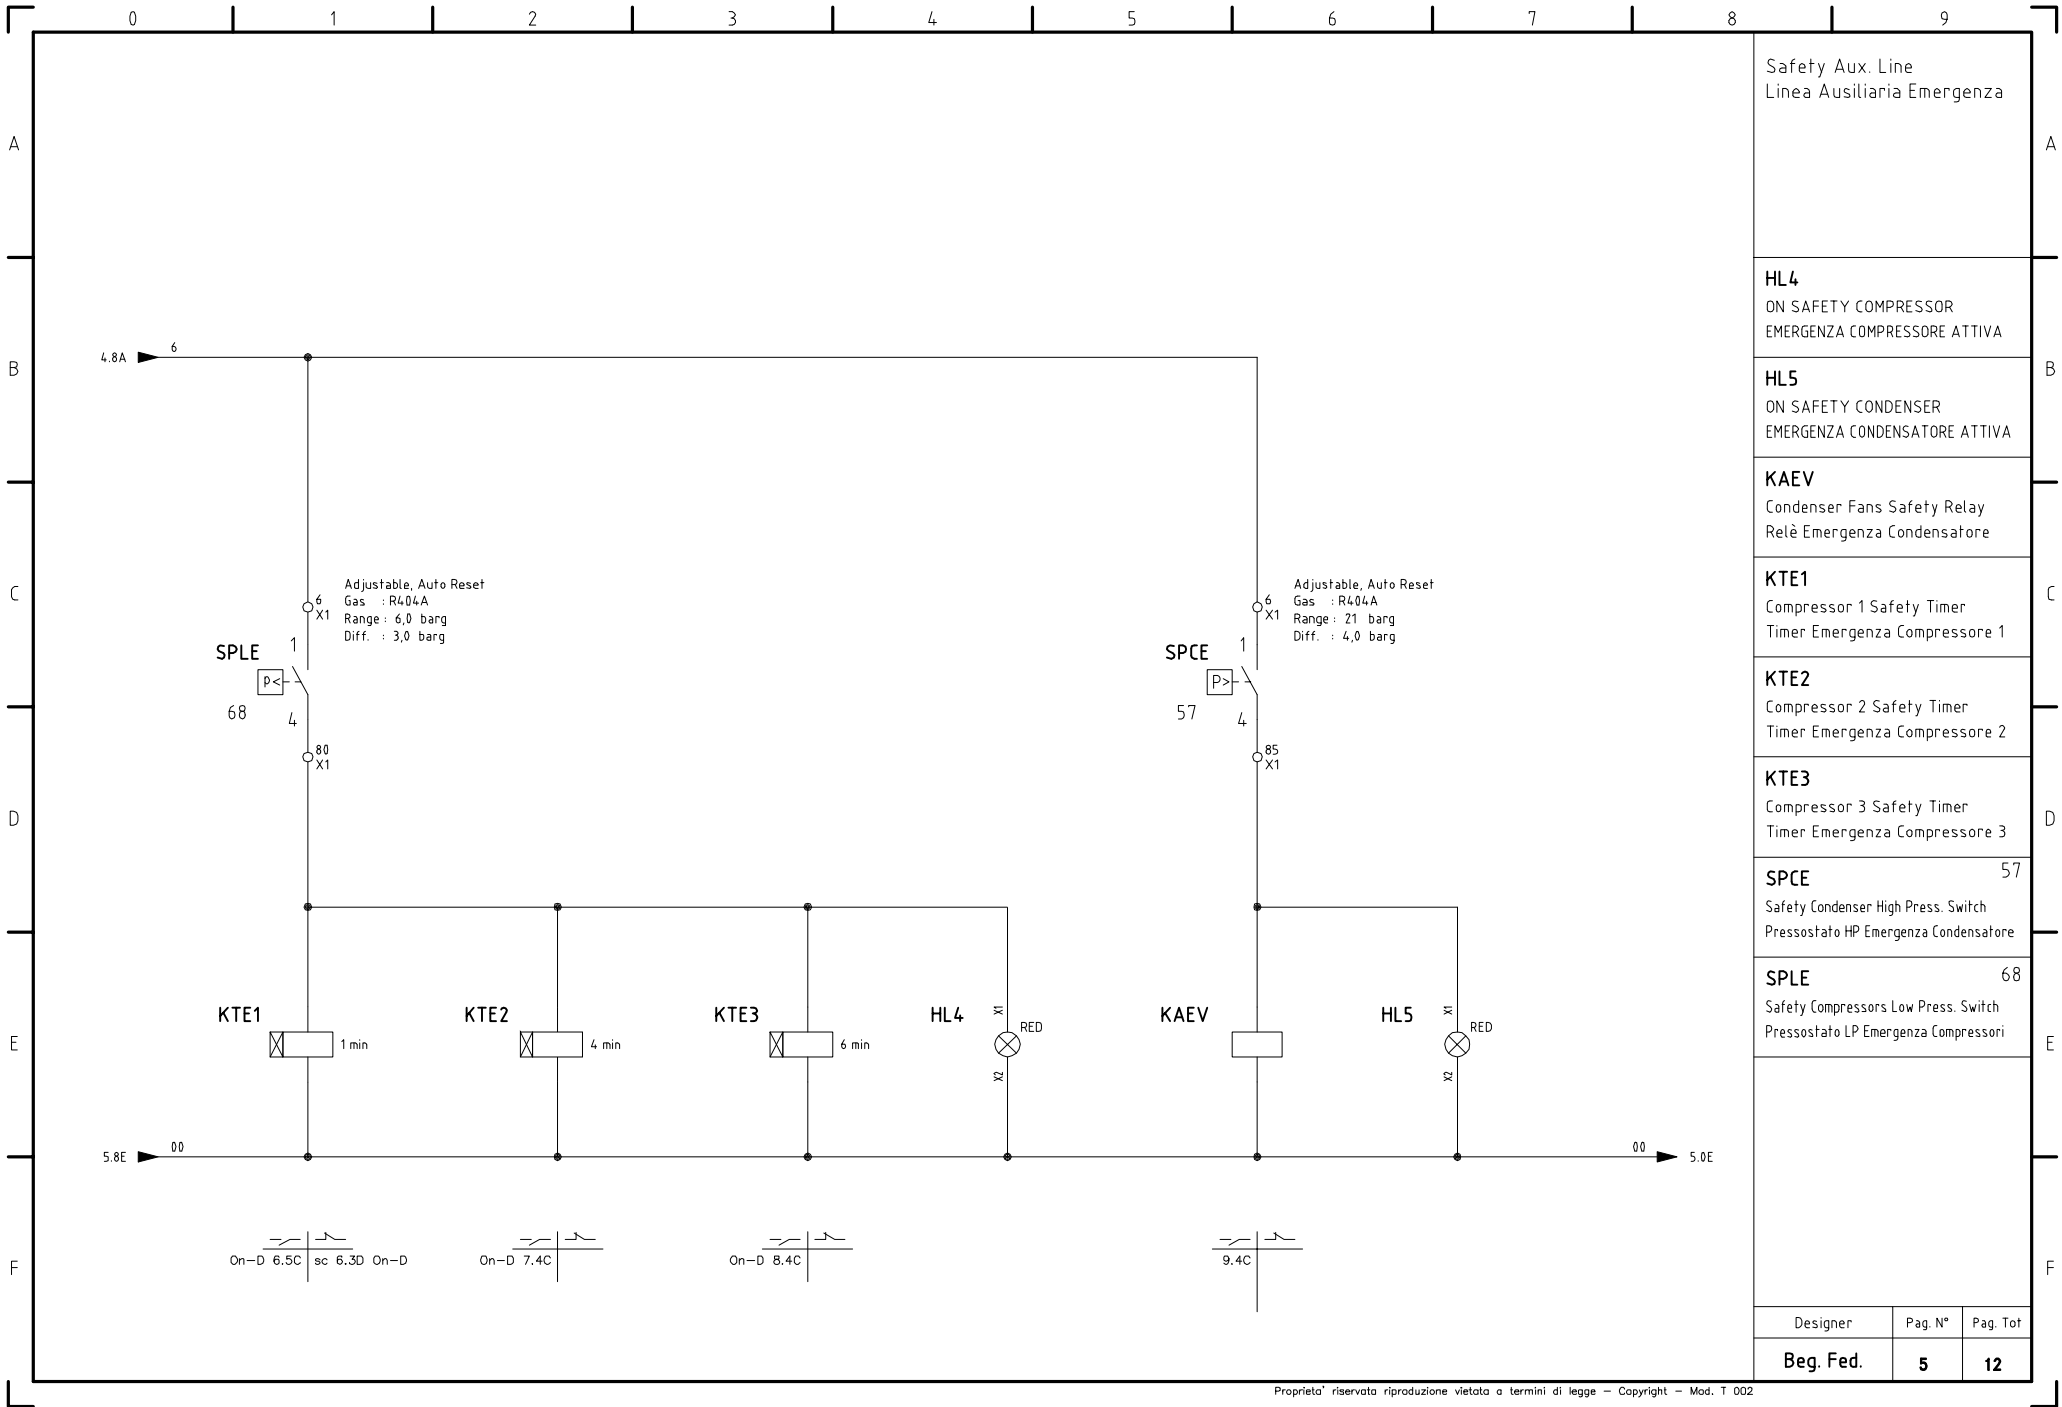 0 1 2 3 4 5 6 7 8 9
Safety Aux. Line
Linea Ausiliaria Emergenza
A A
HL4
ON SAFETY COMPRESSOR
EMERGENZA COMPRESSORE ATTIVA
4.8A 6
B B
HL5
ON SAFETY CONDENSER
EMERGENZA CONDENSATORE ATTIVA
KAEV
Condenser Fans Safety Relay
Relè Emergenza Condensatore
C C
Adjustable, Auto Reset
Gas : R404A
Range : 6,0 barg
Diff. : 3,0 barg
6
X1
1
SPLE
p<
68
4
80
X1
Adjustable, Auto Reset
Gas : R404A
Range : 21 barg
Diff. : 4,0 barg
6
X1
1
SPCE
P>
57
4
85
X1
KTE1
Compressor 1 Safety Timer
Timer Emergenza Compressore 1
KTE2
Compressor 2 Safety Timer
Timer Emergenza Compressore 2
KTE3
Compressor 3 Safety Timer
Timer Emergenza Compressore 3
D D
SPCE 57
Safety Condenser High Press. Switch
Pressostato HP Emergenza Condensatore
SPLE 68
Safety Compressors Low Press. Switch
Pressostato LP Emergenza Compressori
E E
KTE1
1 min
KTE2
4 min
KTE3
6 min
HL4
X1
RED
X2
KAEV
HL5
X1
RED
X2
5.8E 00 00 5.0E
F F
On-D 6.5C sc 6.3D On-D
On-D 7.4C
On-D 8.4C
9.4C
Designer Pag. N° Pag. Tot
Beg. Fed. 5 12
Proprieta' riservata riproduzione vietata a termini di legge - Copyright - Mod. T 002